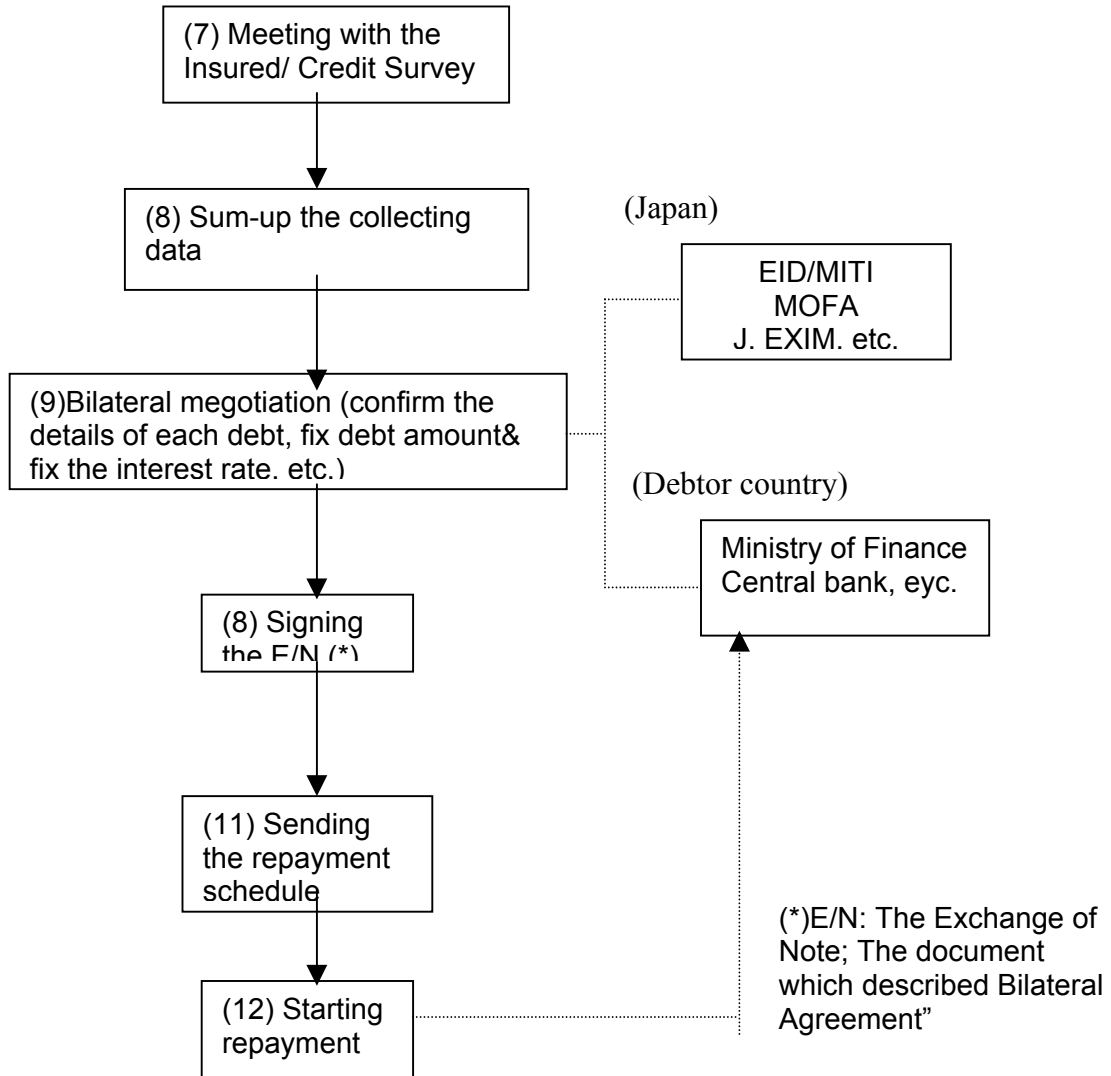 (7) Meeting with the
Insured/ Credit Survey
(8) Sum-up the collecting
data
(Japan)
EID/MITI
MOFA
J. EXIM. etc.
(9)Bilateral megotiation (confirm the
details of each debt, fix debt amount&
fix the interest rate. etc.)
(Debtor country)
Ministry of Finance
Central bank, eyc.
(8) Signing
the E/N (*)
(11) Sending
the repayment
schedule
(*)E/N: The Exchange of
Note; The document
which described Bilateral
Agreement”
(12) Starting
repayment